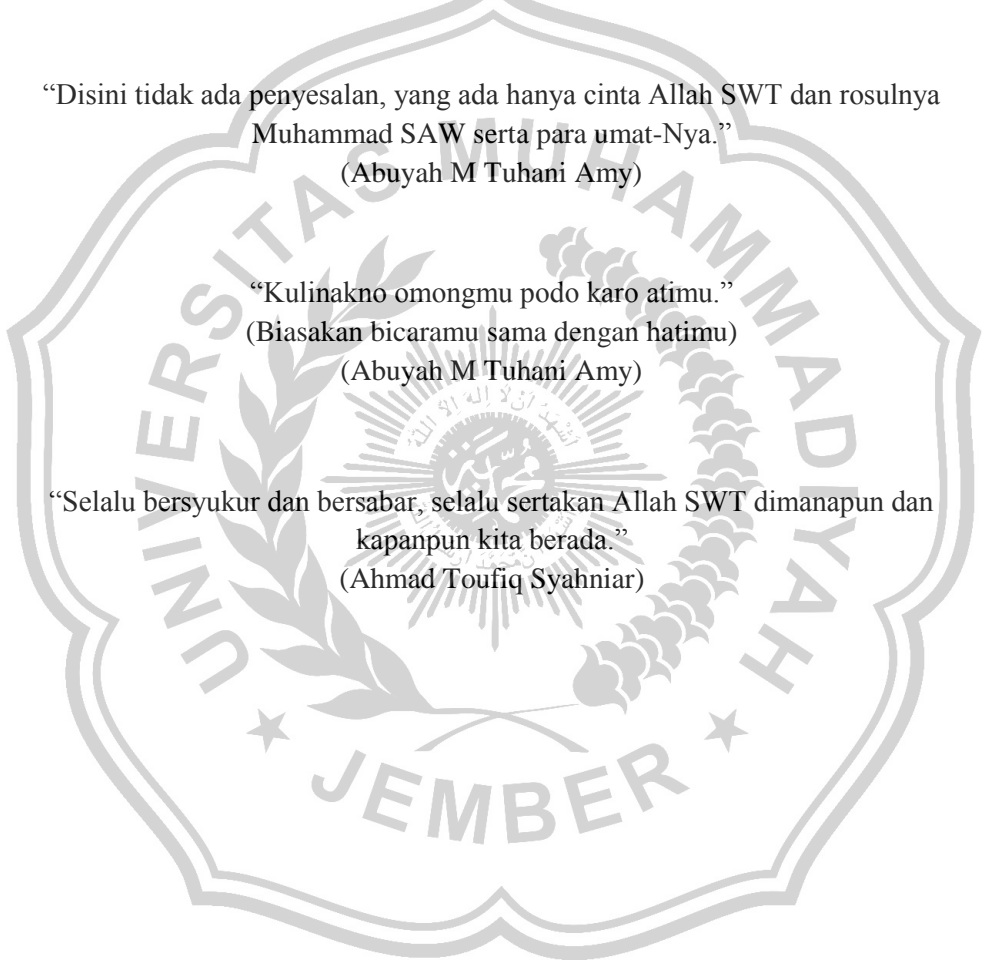 “Disini tidak ada penyesalan, yang ada hanya cinta Allah SWT dan rosulnya
Muhammad SAW serta para umat-Nya.”
(Abuyah M Tuhani Amy)
“Kulinakno omongmu podo karo atimu.”
(Biasakan bicaramu sama dengan hatimu)
(Abuyah M Tuhani Amy)
“Selalu bersyukur dan bersabar, selalu sertakan Allah SWT dimanapun dan
kapanpun kita berada.”
(Ahmad Toufiq Syahniar)
UNIVERSITAS MUHAMMADIYAH
JEMBER